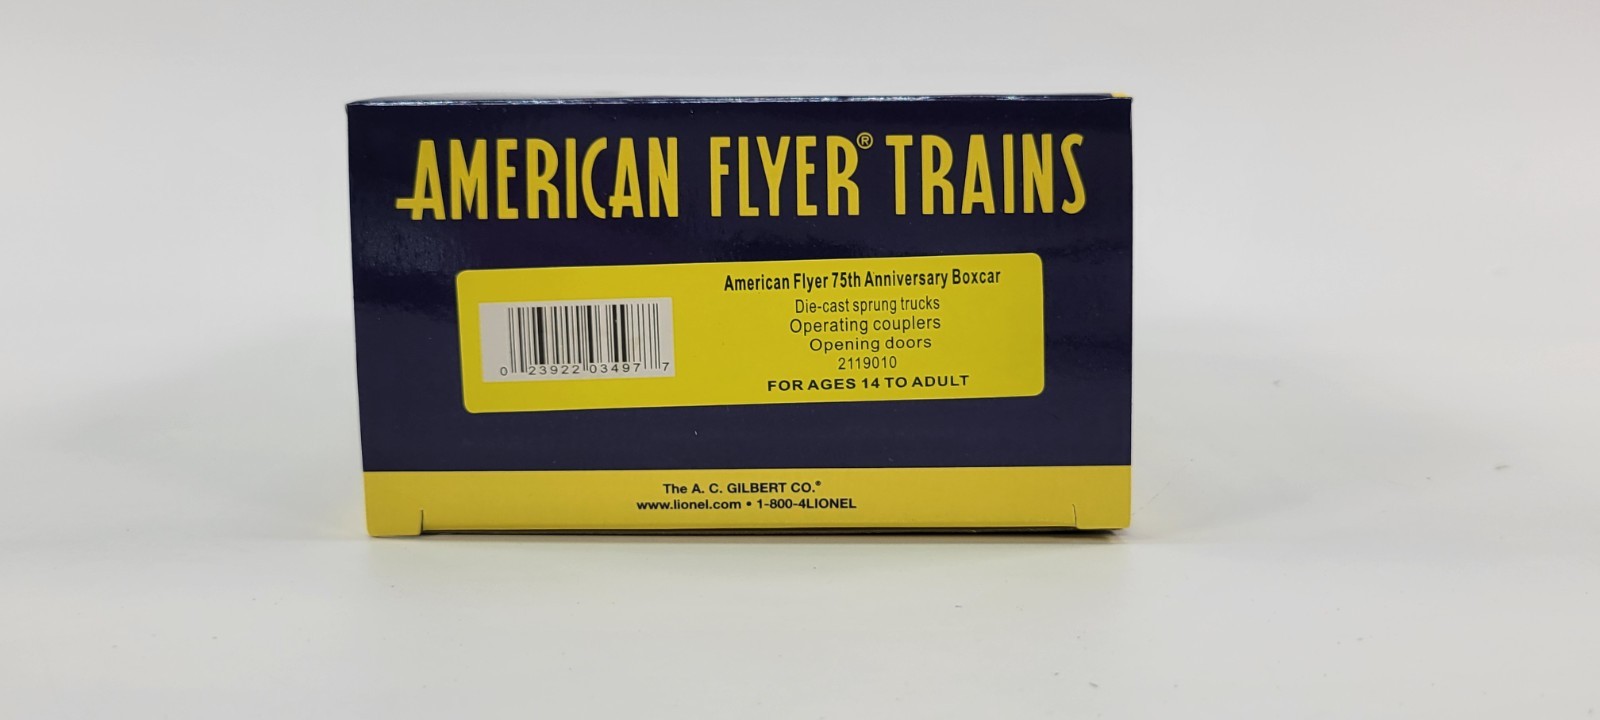 AMERICAN FLYER® TRAINS
American Flyer 75th Anniversary Boxcar
Die-cast sprung trucks
Operating couplers
Opening doors
2119010
FOR AGES 14 TO ADULT
0 23922 03497 7
The A. C. GILBERT CO.®
www.lionel.com • 1-800-4LIONEL